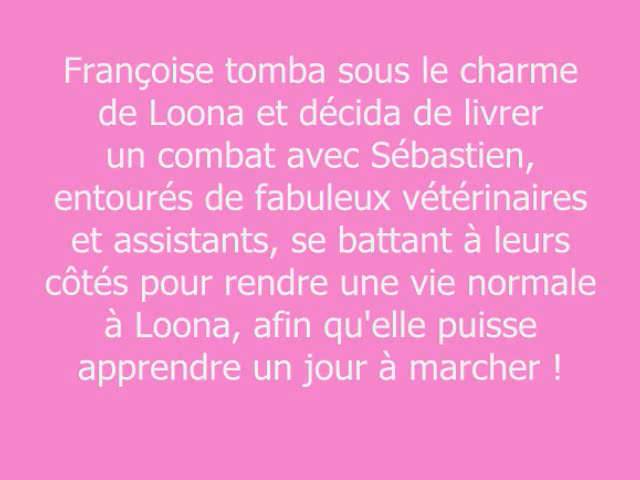 Françoise tomba sous le charme
de Loona et décida de livrer
un combat avec Sébastien,
entourés de fabuleux vétérinaires
et assistants, se battant à leurs
côtés pour rendre une vie normale
à Loona, afin qu'elle puisse
apprendre un jour à marcher !